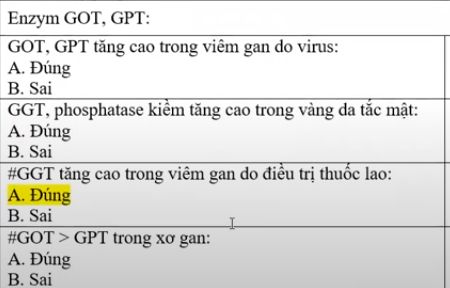 Enzym GOT, GPT:
GOT, GPT tăng cao trong viêm gan do virus:
A. Đúng
B. Sai
GGT, phosphatase kiềm tăng cao trong vàng da tắc mật:
A. Đúng
B. Sai
#GGT tăng cao trong viêm gan do điều trị thuốc lao:
A. Đúng
B. Sai
#GOT > GPT trong xơ gan:
A. Đúng
B. Sai